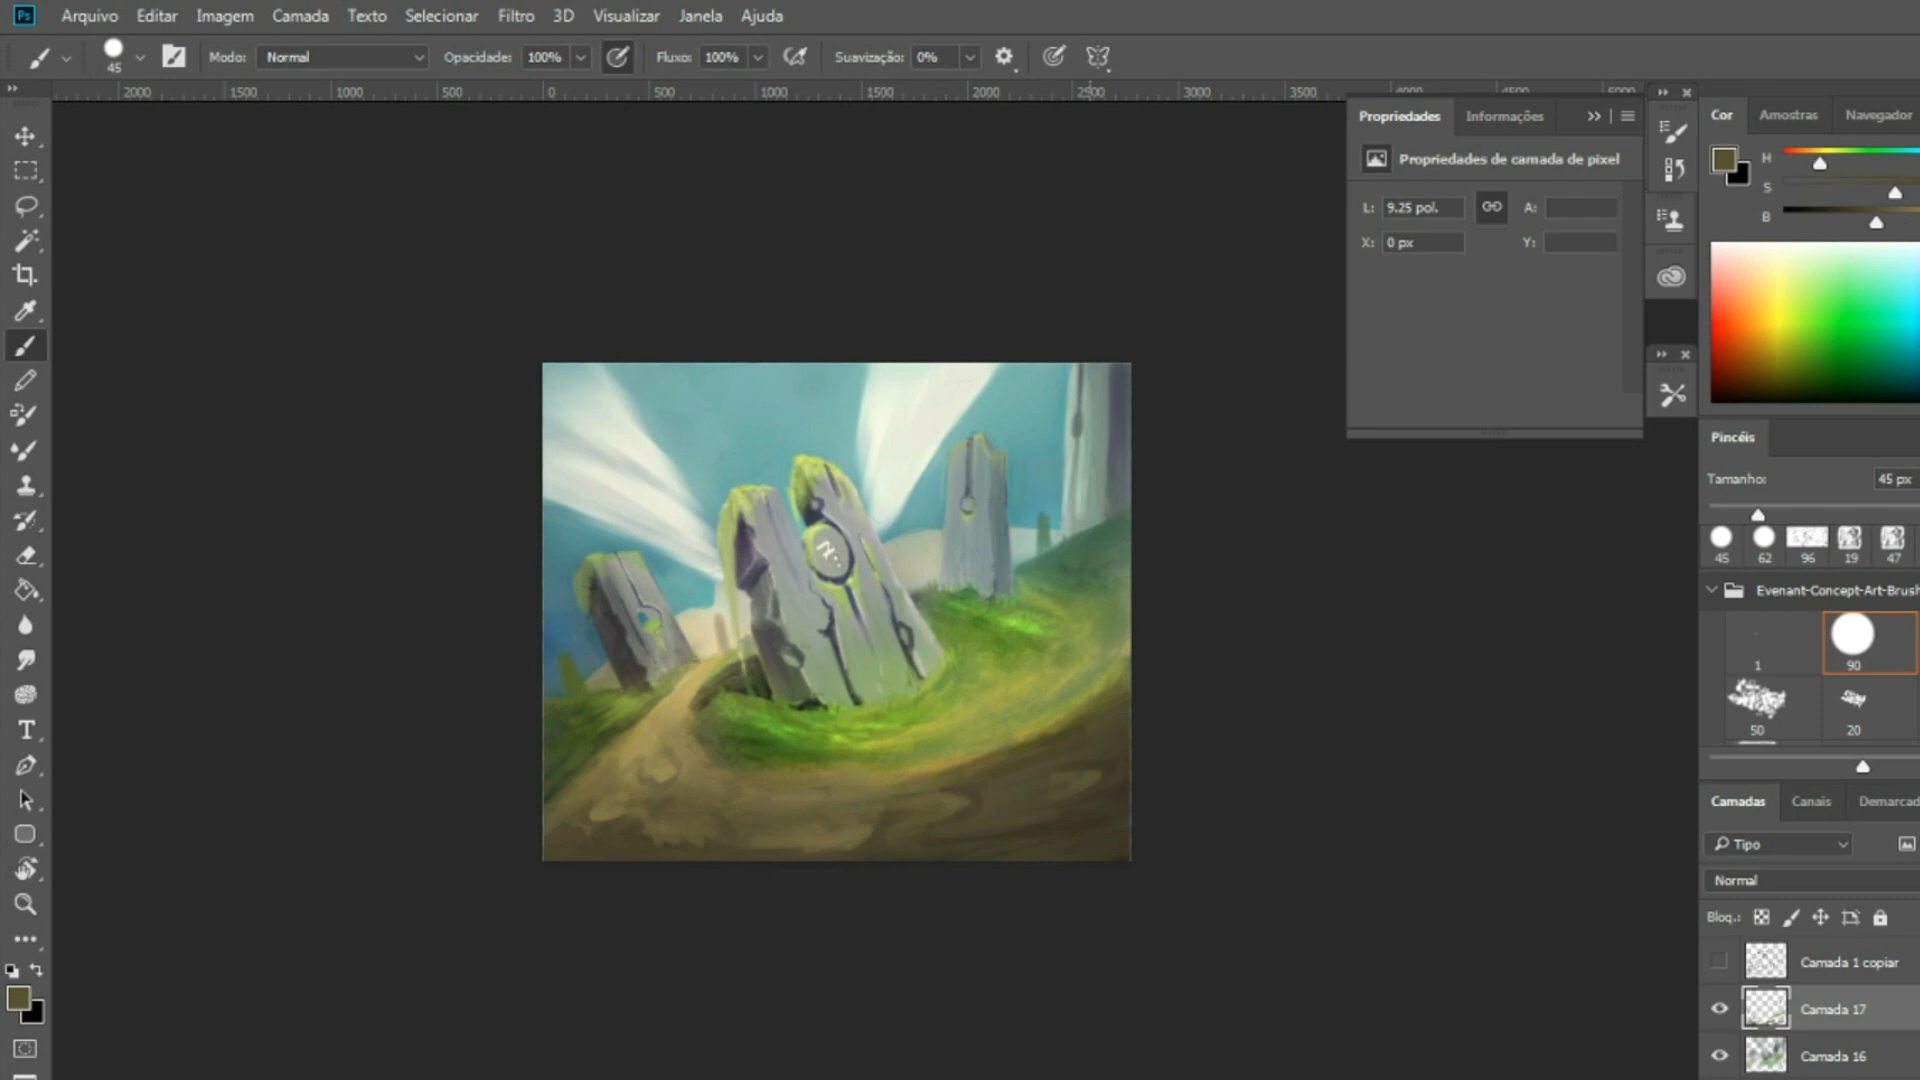 Ps Arquivo Editar Imagem Camada Texto Selecionar Filtro 3D Visualizar Janela Ajuda
45 Modo: Normal Opacidade: 100% Fluxo: 100% Suavização: 0%
2000 1500 1000 500 0 500 1000 1500 2000 2500 3000 3500
Propriedades Informações
Propriedades de camada de pixel
L: 9.25 pol. A:
X: 0 px Y:
Cor Amostras Navegador
H
S
B
Pincéis
Tamanho: 45 px
45 62 96 19 47
Evenant-Concept-Art-Brush
1 90
50 20
Camadas Canais Demarcad
Tipo
Normal
Bloq.:
Camada 1 copiar
Camada 17
Camada 16